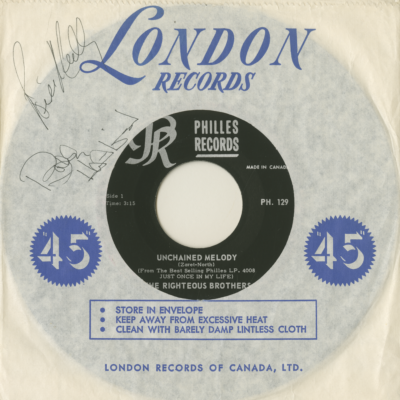 LONDON
RECORDS
PR
PHILLES
RECORDS
MADE IN CANADA
Side 1
Time: 3:15
PH. 129
"45"
"45"
UNCHAINED MELODY
(Zaret-North)
(From The Best Selling Philles LP. 4008
JUST ONCE IN MY LIFE)
THE RIGHTEOUS BROTHERS
• STORE IN ENVELOPE
• KEEP AWAY FROM EXCESSIVE HEAT
• CLEAN WITH BARELY DAMP LINTLESS CLOTH
LONDON RECORDS OF CANADA, LTD.